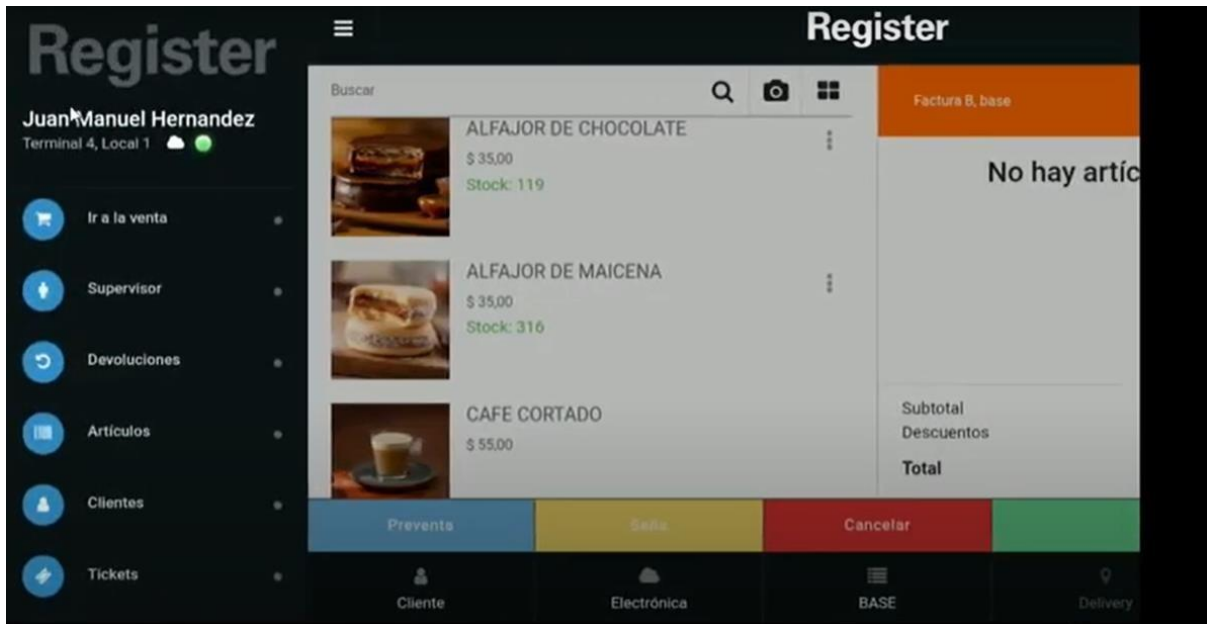 Register
Juan Manuel Hernandez
Terminal 4, Local 1
Ir a la venta
Supervisor
Devoluciones
Artículos
Clientes
Tickets
Register
Buscar
ALFAJOR DE CHOCOLATE
$ 35,00
Stock: 119
ALFAJOR DE MAICENA
$ 35,00
Stock: 316
CAFE CORTADO
$ 55,00
Factura B, base
No hay artíc
Subtotal
Descuentos
Total
Preventa
Seña
Cancelar
Cliente
Electrónica
BASE
Delivery